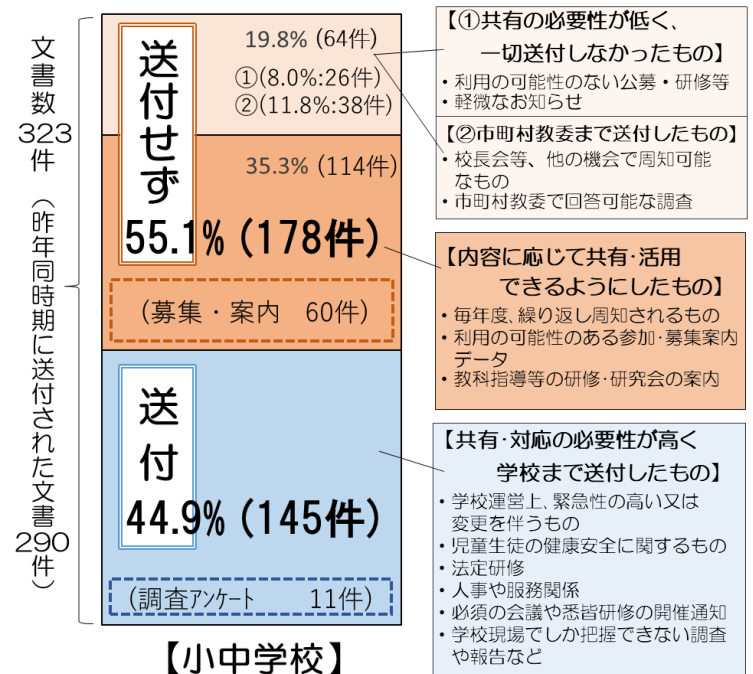 文書数
323
件
（昨年同時期に送付された文書
290
件）
送付せず
19.8% (64件)
①(8.0%:26件)
②(11.8%:38件)
35.3% (114件)
55.1% (178件)
(募集・案内　60件)
送付
44.9% (145件)
(調査アンケート　11件)
【小中学校】
【①共有の必要性が低く、
一切送付しなかったもの】
・利用の可能性のない公募・研修等
・軽微なお知らせ
【②市町村教委まで送付したもの】
・校長会等、他の機会で周知可能
なもの
・市町村教委で回答可能な調査
【内容に応じて共有・活用
できるようにしたもの】
・毎年度、繰り返し周知されるもの
・利用の可能性のある参加・募集案内
データ
・教科指導等の研修・研究会の案内
【共有・対応の必要性が高く
学校まで送付したもの】
・学校運営上、緊急性の高い又は
変更を伴うもの
・児童生徒の健康安全に関するもの
・法定研修
・人事や服務関係
・必須の会議や悉皆研修の開催通知
・学校現場でしか把握できない調査
や報告など